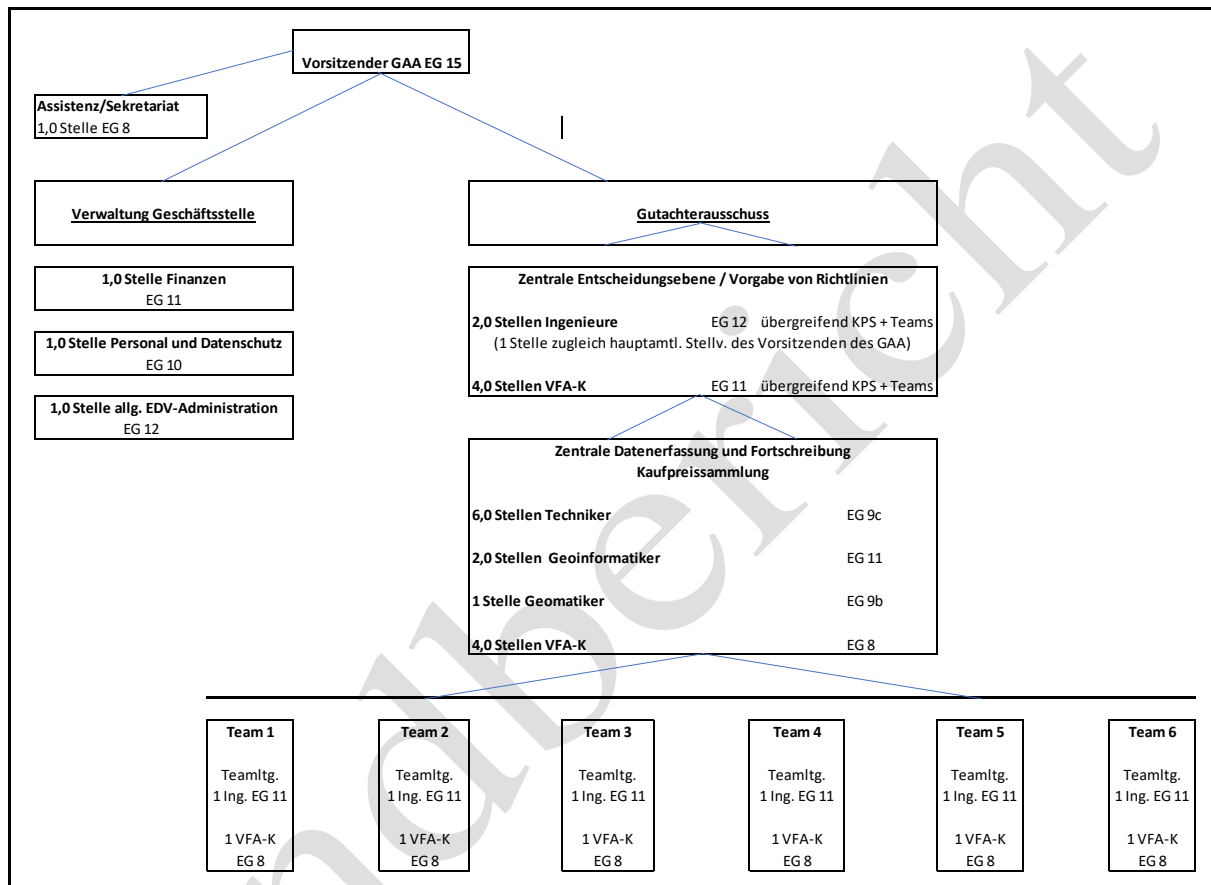 Vorsitzender GAA EG 15
Assistenz/Sekretariat
1,0 Stelle EG 8
Verwaltung Geschäftsstelle
Gutachterausschuss
1,0 Stelle Finanzen
EG 11
1,0 Stelle Personal und Datenschutz
EG 10
1,0 Stelle allg. EDV-Administration
EG 12
Zentrale Entscheidungsebene / Vorgabe von Richtlinien
2,0 Stellen Ingenieure EG 12 übergreifend KPS + Teams
(1 Stelle zugleich hauptamtl. Stellv. des Vorsitzenden des GAA)
4,0 Stellen VFA-K EG 11 übergreifend KPS + Teams
Zentrale Datenerfassung und Fortschreibung
Kaufpreissammlung
6,0 Stellen Techniker EG 9c
2,0 Stellen Geoinformatiker EG 11
1 Stelle Geomatiker EG 9b
4,0 Stellen VFA-K EG 8
Team 1
Teamltg.
1 Ing. EG 11
1 VFA-K
EG 8
Team 2
Teamltg.
1 Ing. EG 11
1 VFA-K
EG 8
Team 3
Teamltg.
1 Ing. EG 11
1 VFA-K
EG 8
Team 4
Teamltg.
1 Ing. EG 11
1 VFA-K
EG 8
Team 5
Teamltg.
1 Ing. EG 11
1 VFA-K
EG 8
Team 6
Teamltg.
1 Ing. EG 11
1 VFA-K
EG 8
ndbericht